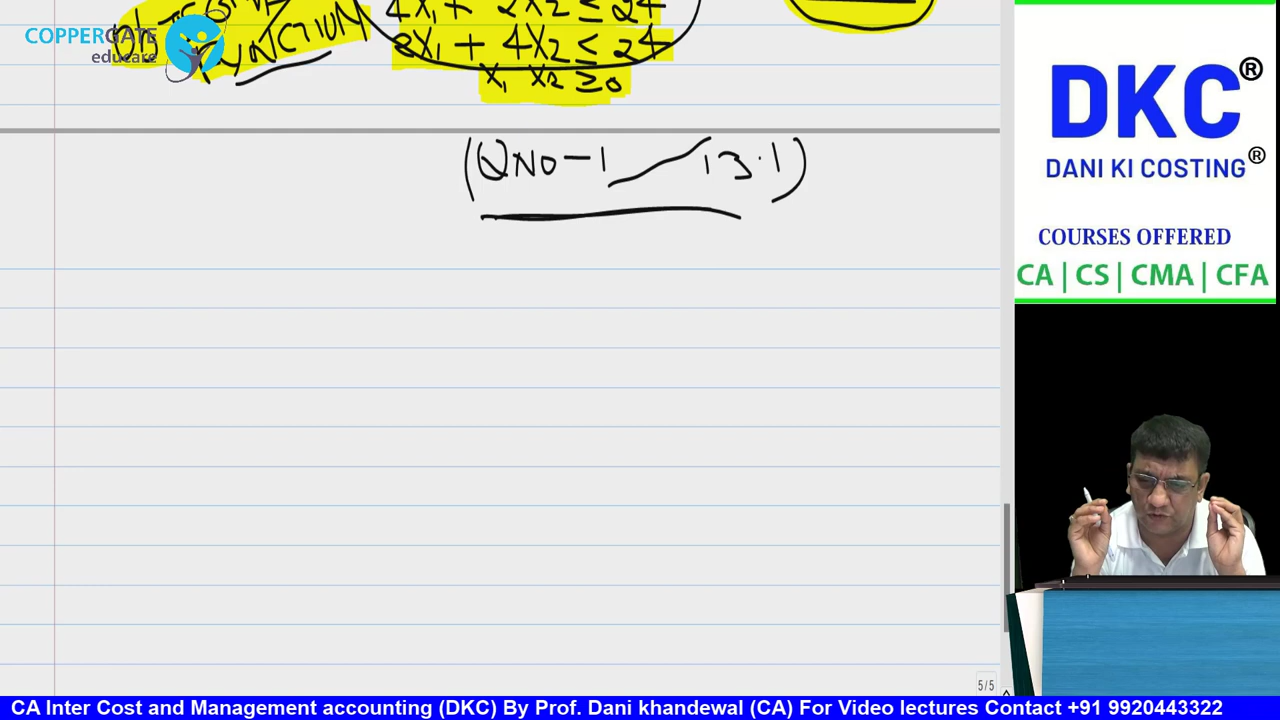 4X1 + 2X2 ≤ 24
FUNCTION
2X1 + 4X2 ≤ 24
X1 X2 ≥ 0
(QNO-1 13.1)
COPPERGATE
educare
DKC®
DANI KI COSTING®
COURSES OFFERED
CA | CS | CMA | CFA
5/5
CA Inter Cost and Management accounting (DKC) By Prof. Dani khandewal (CA) For Video lectures Contact +91 9920443322